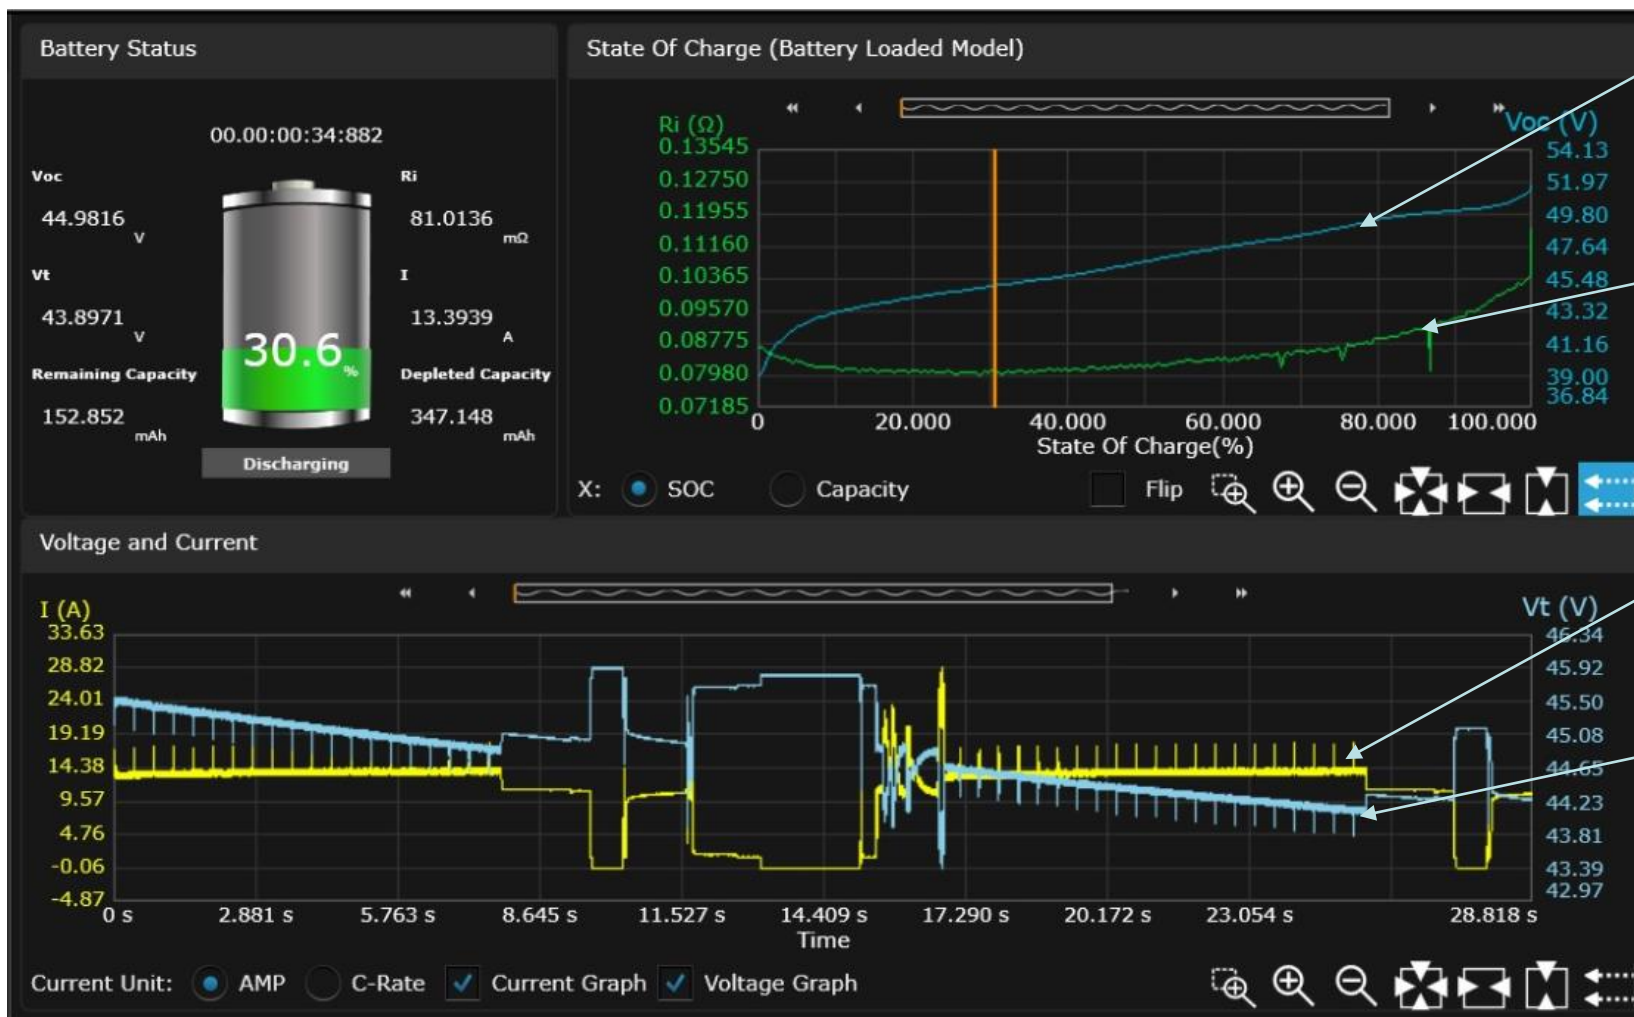 Battery Status
00.00:00:34:882
Voc
44.9816 V
Ri
81.0136 mΩ
Vt
43.8971 V
I
13.3939 A
30.6 %
Remaining Capacity
152.852 mAh
Depleted Capacity
347.148 mAh
Discharging
State Of Charge (Battery Loaded Model)
Ri (Ω)
0.13545
0.12750
0.11955
0.11160
0.10365
0.09570
0.08775
0.07980
0.07185
Voc (V)
54.13
51.97
49.80
47.64
45.48
43.32
41.16
39.00
36.84
0 20.000 40.000 60.000 80.000 100.000
State Of Charge(%)
X: SOC Capacity Flip
Voltage and Current
I (A)
33.63
28.82
24.01
19.19
14.38
9.57
4.76
-0.06
-4.87
Vt (V)
46.34
45.92
45.50
45.08
44.65
44.23
43.81
43.39
42.97
0 s 2.881 s 5.763 s 8.645 s 11.527 s 14.409 s 17.290 s 20.172 s 23.054 s 28.818 s
Time
Current Unit: AMP C-Rate Current Graph Voltage Graph